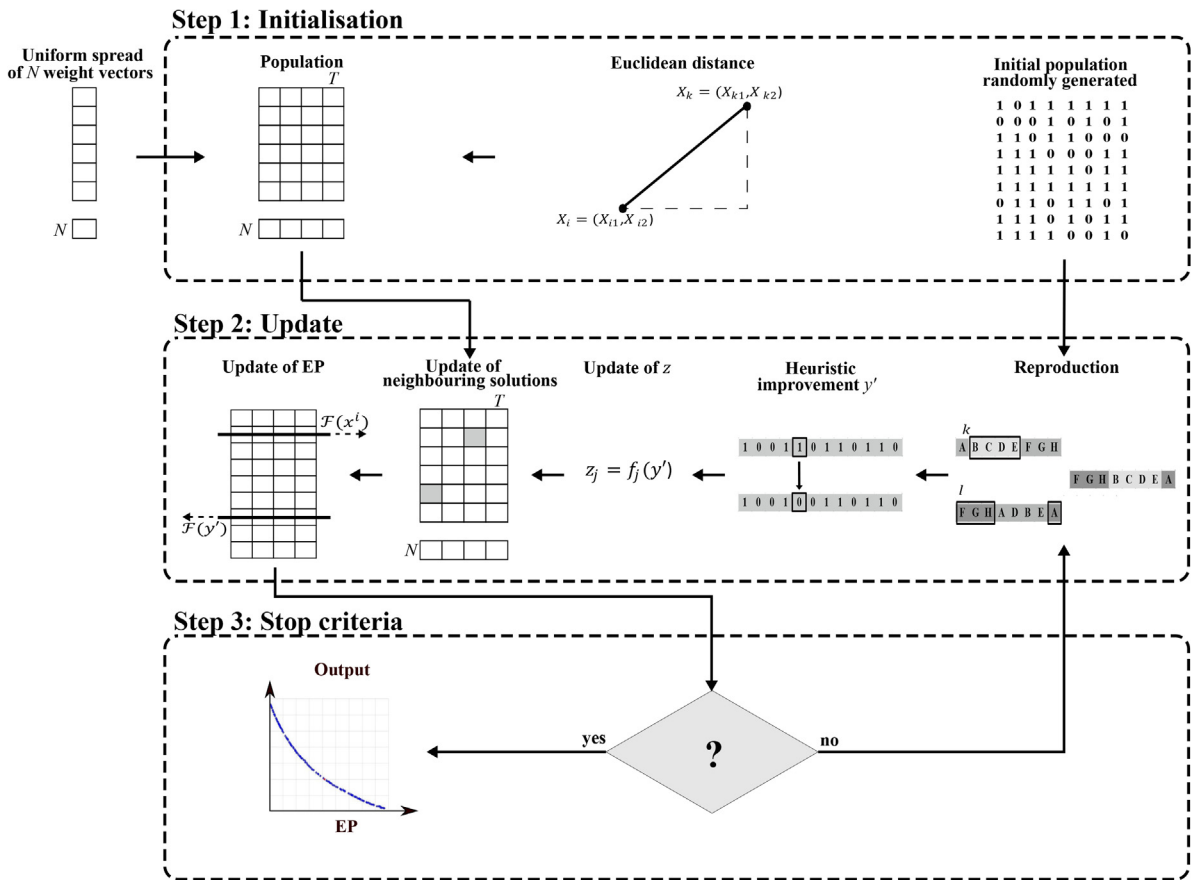 Step 1: Initialisation
Uniform spread
of N weight vectors
N
Population
T
N
Euclidean distance
X_k = (X_k1,X_k2)
X_i = (X_i1,X_i2)
Initial population
randomly generated
1 0 1 1 1 1 1 1
0 0 0 1 0 1 0 1
1 1 0 1 1 0 0 0
1 1 1 0 0 0 1 1
1 1 1 1 1 0 1 1
1 1 1 1 1 1 1 1
0 1 1 0 1 0 1 1
1 1 1 0 1 1 0 1
1 1 1 1 0 0 1 0
Step 2: Update
Update of EP
ℱ(x^i)
ℱ(y′)
Update of
neighbouring solutions
T
N
Update of z
z_j = f_j(y′)
Heuristic
improvement y′
1 0 0 1 1 0 1 1 0 1 1 0
1 0 0 1 0 0 1 1 0 1 1 0
Reproduction
k
A B C D E F G H
F G H B C D E A
l
F G H A D B E A
Step 3: Stop criteria
Output
EP
yes
?
no